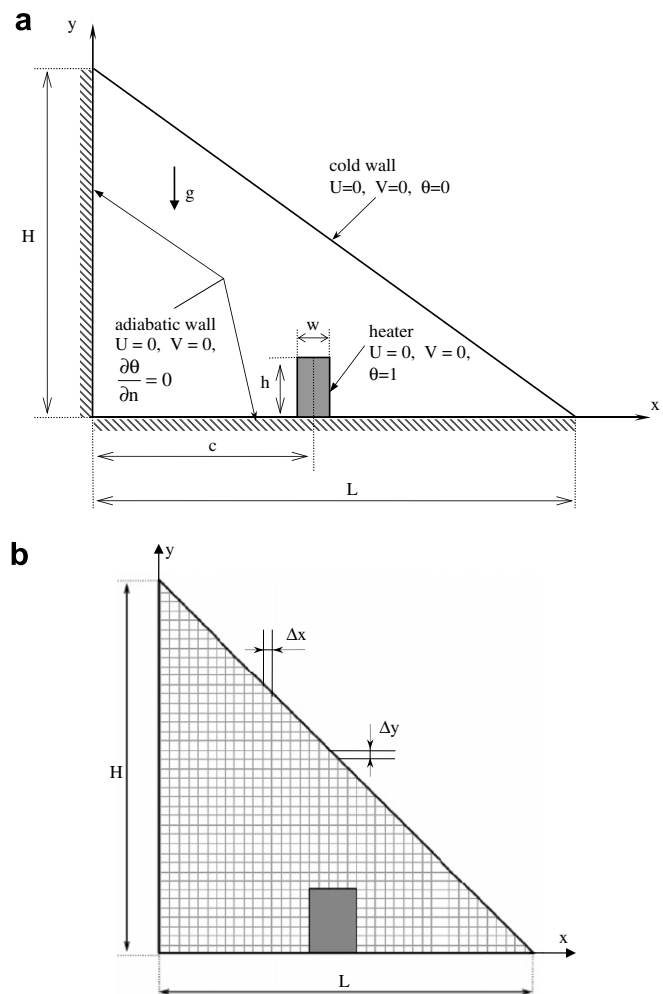 a
y
H
g
cold wall
U=0, V=0, θ=0
adiabatic wall
U = 0, V = 0,
∂θ
∂n = 0
w
h
heater
U = 0, V = 0,
θ=1
x
c
L
b
y
Δx
Δy
H
x
L